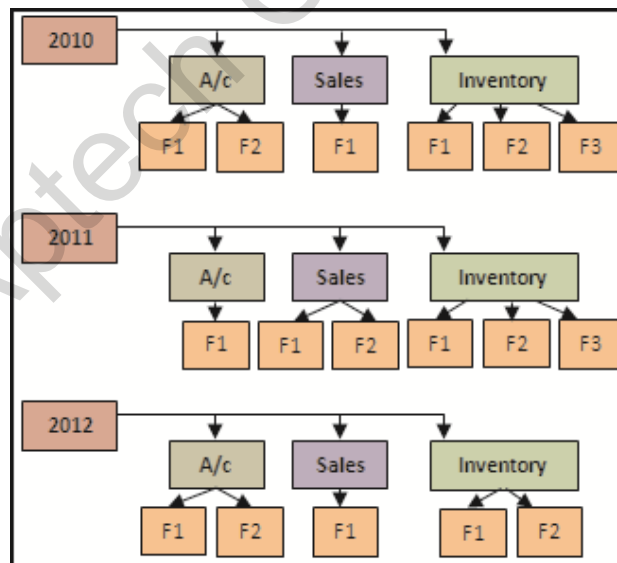 2010
A/c Sales Inventory
F1 F2 F1 F1 F2 F3
2011
A/c Sales Inventory
F1 F1 F2 F1 F2 F3
2012
A/c Sales Inventory
F1 F2 F1 F1 F2
ptech